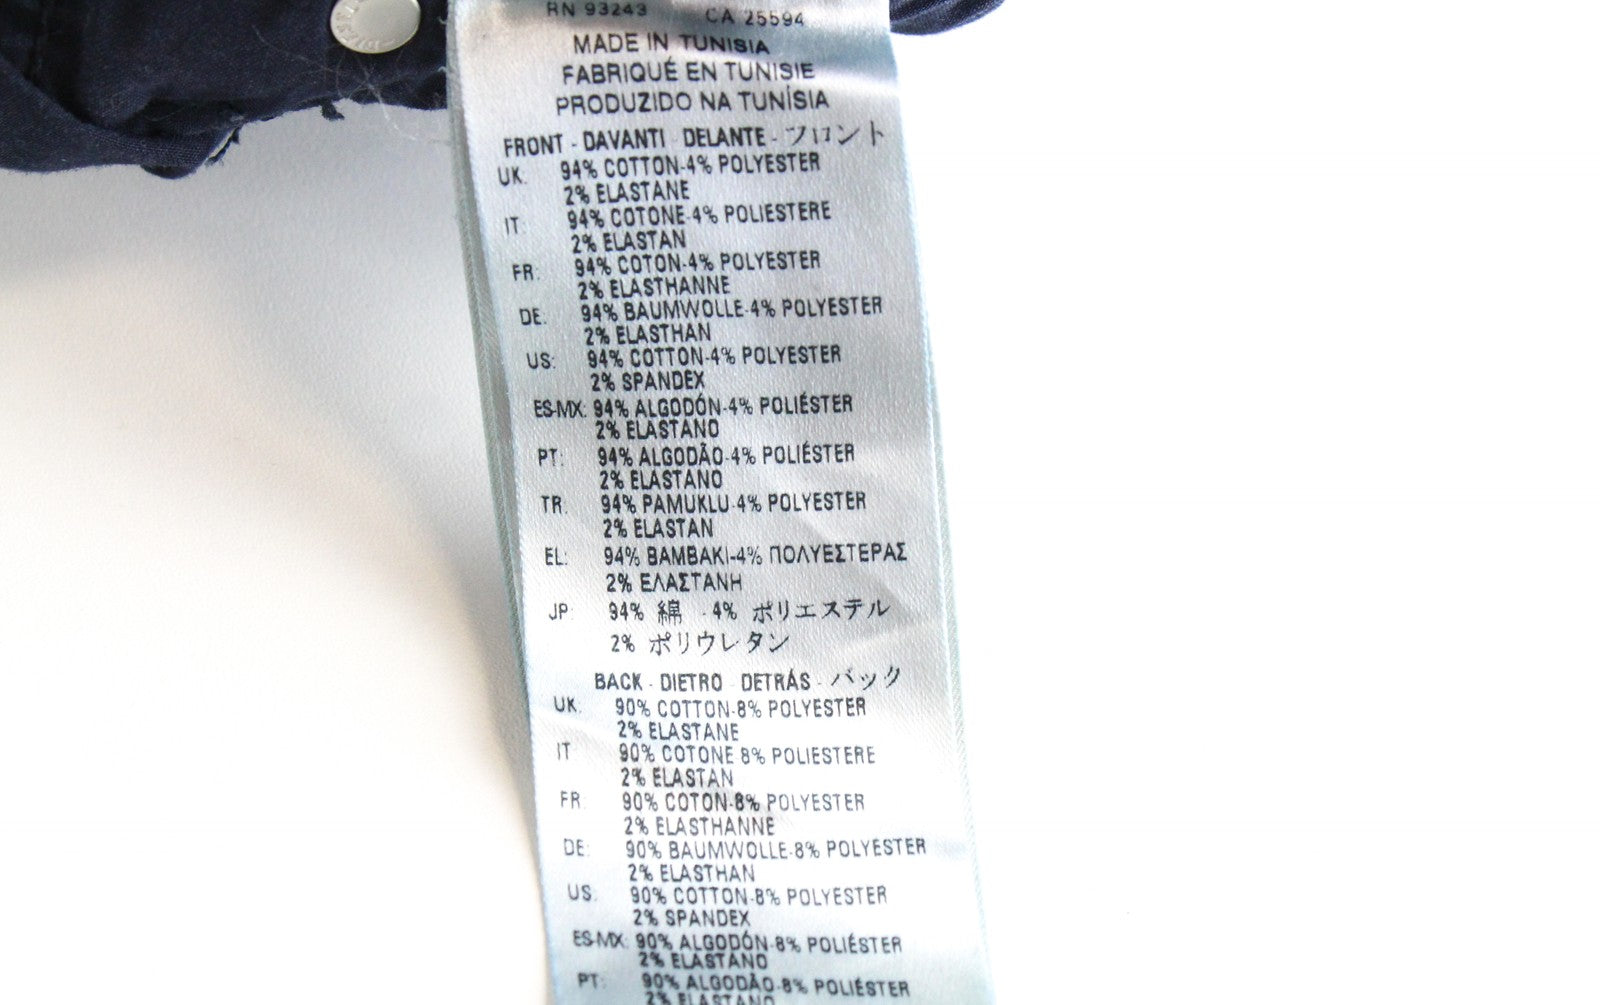 RN 93243 CA 25594
MADE IN TUNISIA
FABRIQUÉ EN TUNISIE
PRODUZIDO NA TUNÍSIA
FRONT - DAVANTI - DELANTE - フロント
UK: 94% COTTON-4% POLYESTER
2% ELASTANE
IT: 94% COTONE-4% POLIESTERE
2% ELASTAN
FR: 94% COTON-4% POLYESTER
2% ELASTHANNE
DE: 94% BAUMWOLLE-4% POLYESTER
2% ELASTHAN
US: 94% COTTON-4% POLYESTER
2% SPANDEX
ES-MX: 94% ALGODÓN-4% POLIÉSTER
2% ELASTANO
PT: 94% ALGODÃO-4% POLIÉSTER
2% ELASTANO
TR: 94% PAMUKLU-4% POLYESTER
2% ELASTAN
EL: 94% BAMBAKI-4% ΠΟΛΥΕΣΤΕΡΑΣ
2% ΕΛΑΣΤΑΝΗ
JP: 94% 綿 - 4% ポリエステル
2% ポリウレタン
BACK - DIETRO - DETRÁS - バック
UK: 90% COTTON-8% POLYESTER
2% ELASTANE
IT 90% COTONE 8% POLIESTERE
2% ELASTAN
FR: 90% COTON-8% POLYESTER
2% ELASTHANNE
DE: 90% BAUMWOLLE-8% POLYESTER
2% ELASTHAN
US: 90% COTTON-8% POLYESTER
2% SPANDEX
ES-MX: 90% ALGODÓN-8% POLIÉSTER
2% ELASTANO
PT: 90% ALGODÃO-8% POLIÉSTER
2% ELASTANO